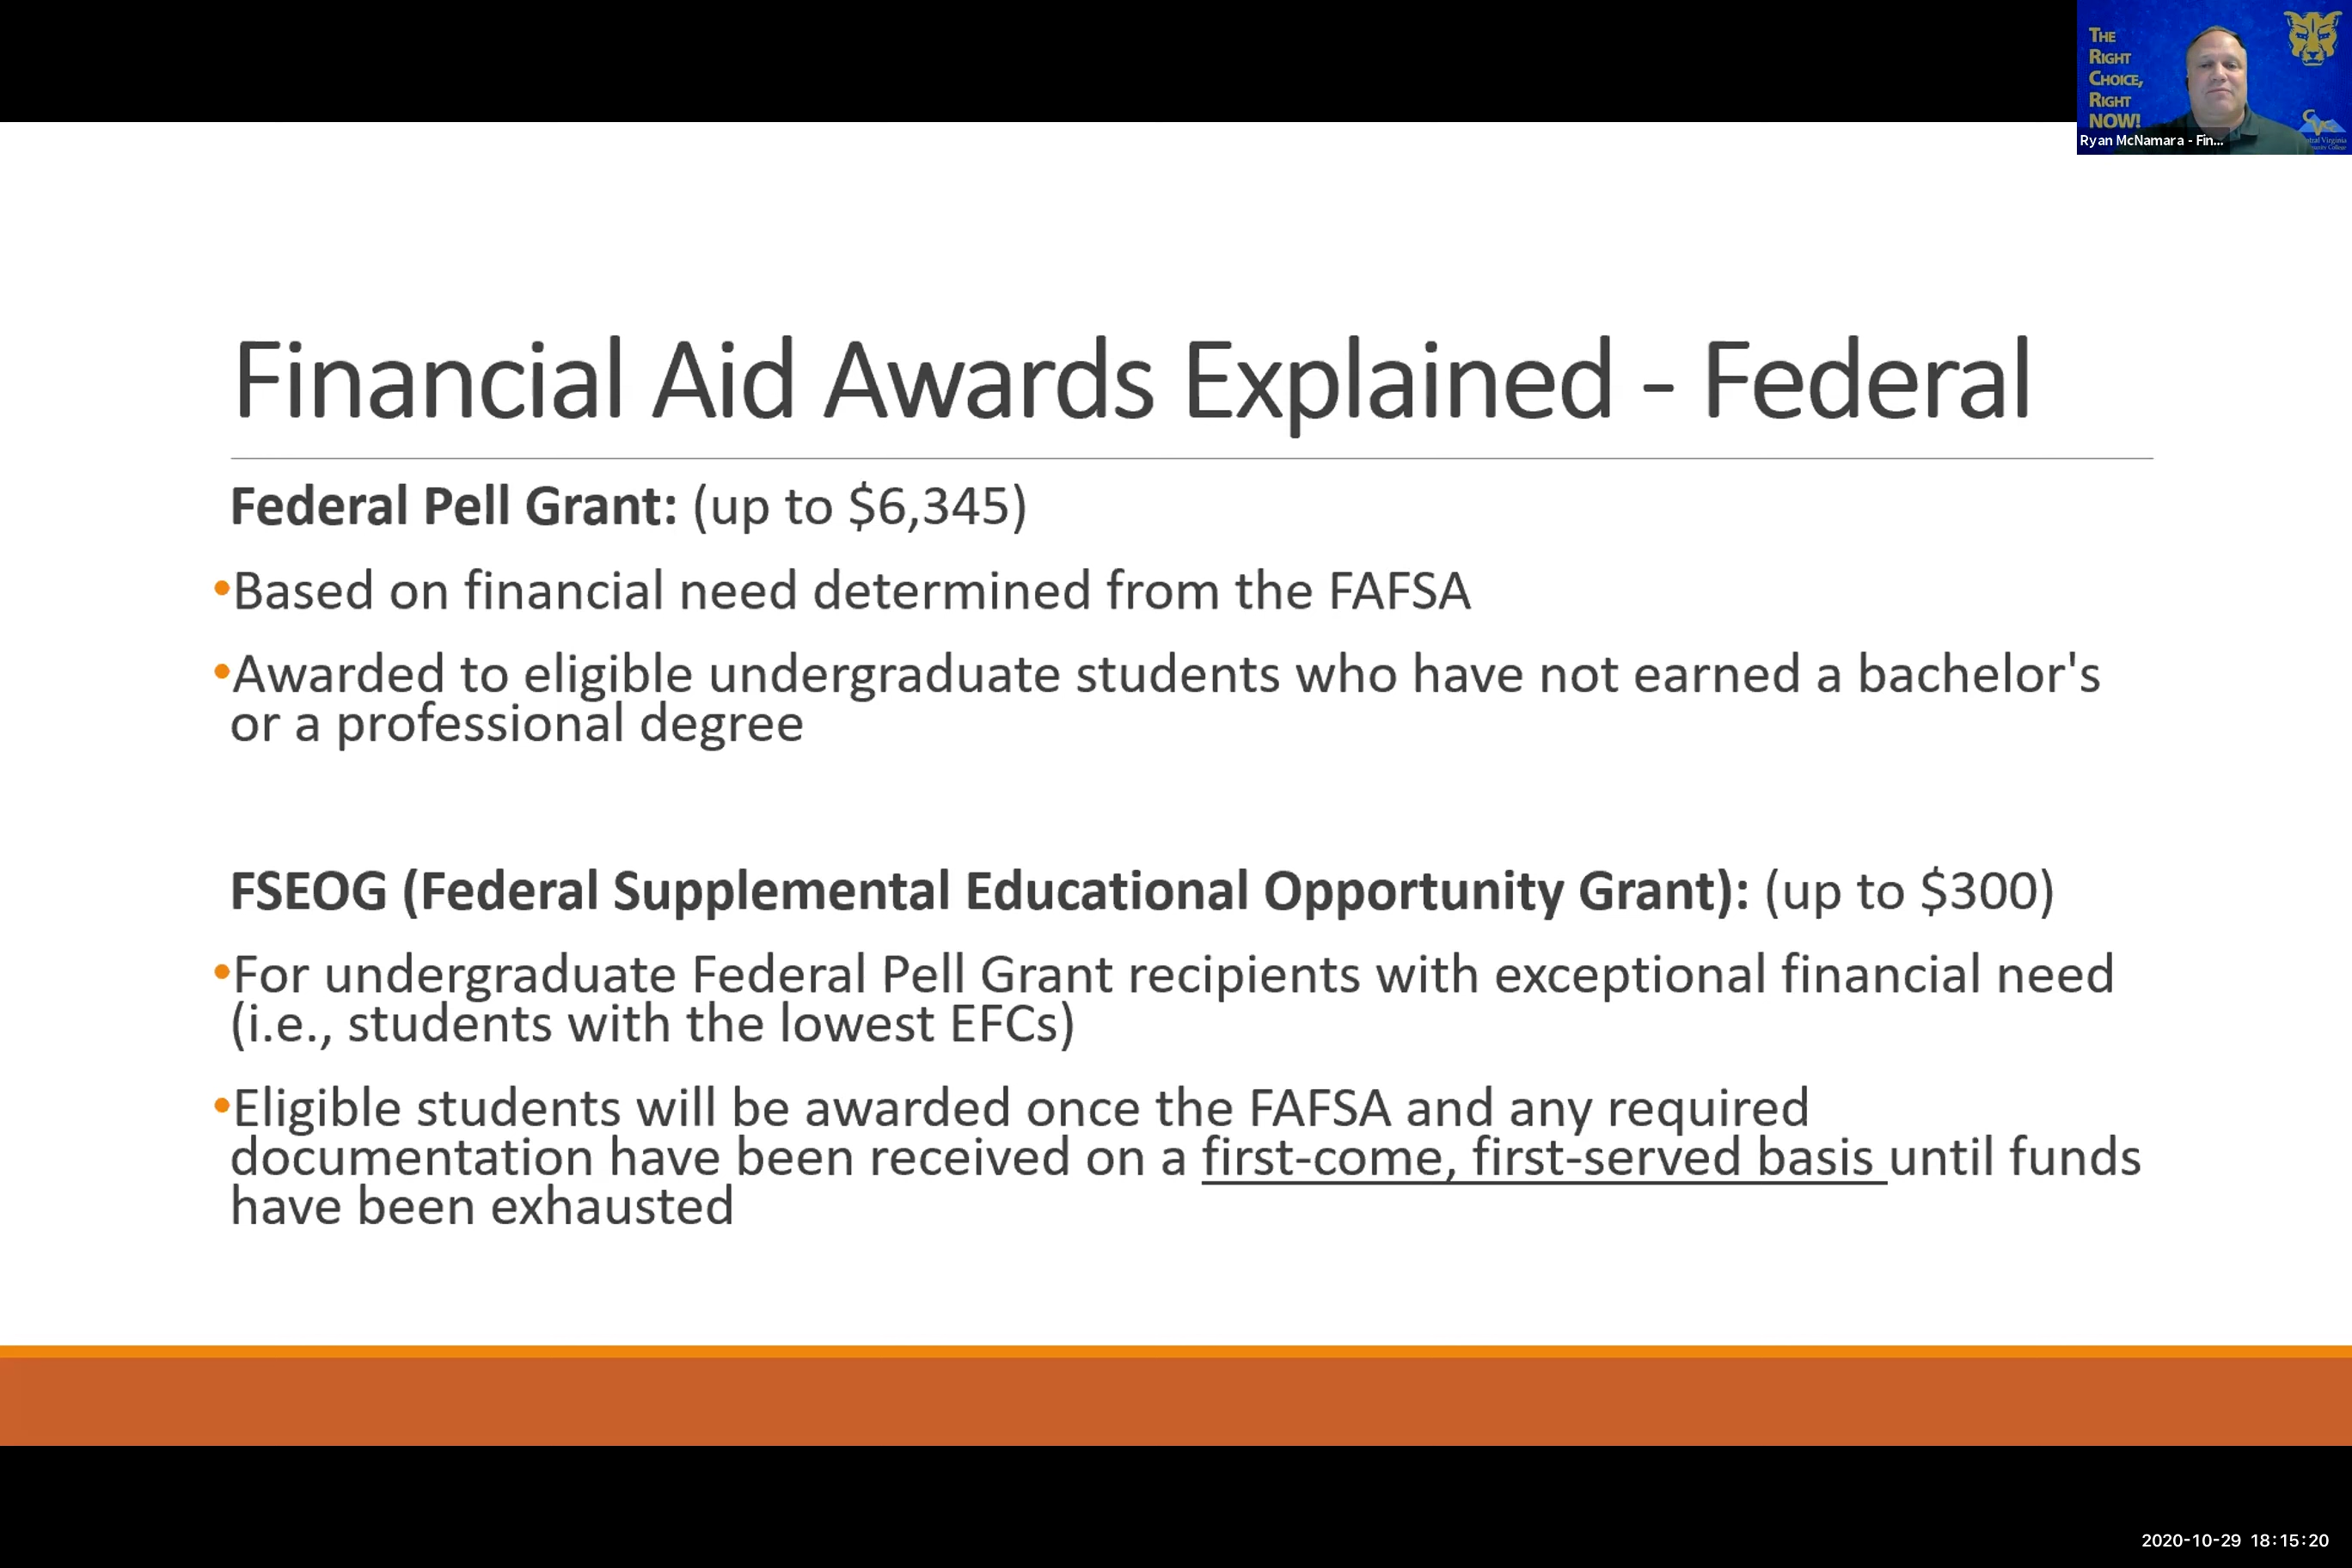 THE
RIGHT
CHOICE,
RIGHT
NOW!
CVCC
Ryan McNamara - Fin...
Financial Aid Awards Explained - Federal
Federal Pell Grant: (up to $6,345)
•Based on financial need determined from the FAFSA
•Awarded to eligible undergraduate students who have not earned a bachelor's
or a professional degree
FSEOG (Federal Supplemental Educational Opportunity Grant): (up to $300)
•For undergraduate Federal Pell Grant recipients with exceptional financial need
(i.e., students with the lowest EFCs)
•Eligible students will be awarded once the FAFSA and any required
documentation have been received on a first-come, first-served basis until funds
have been exhausted
2020-10-29 18:15:20